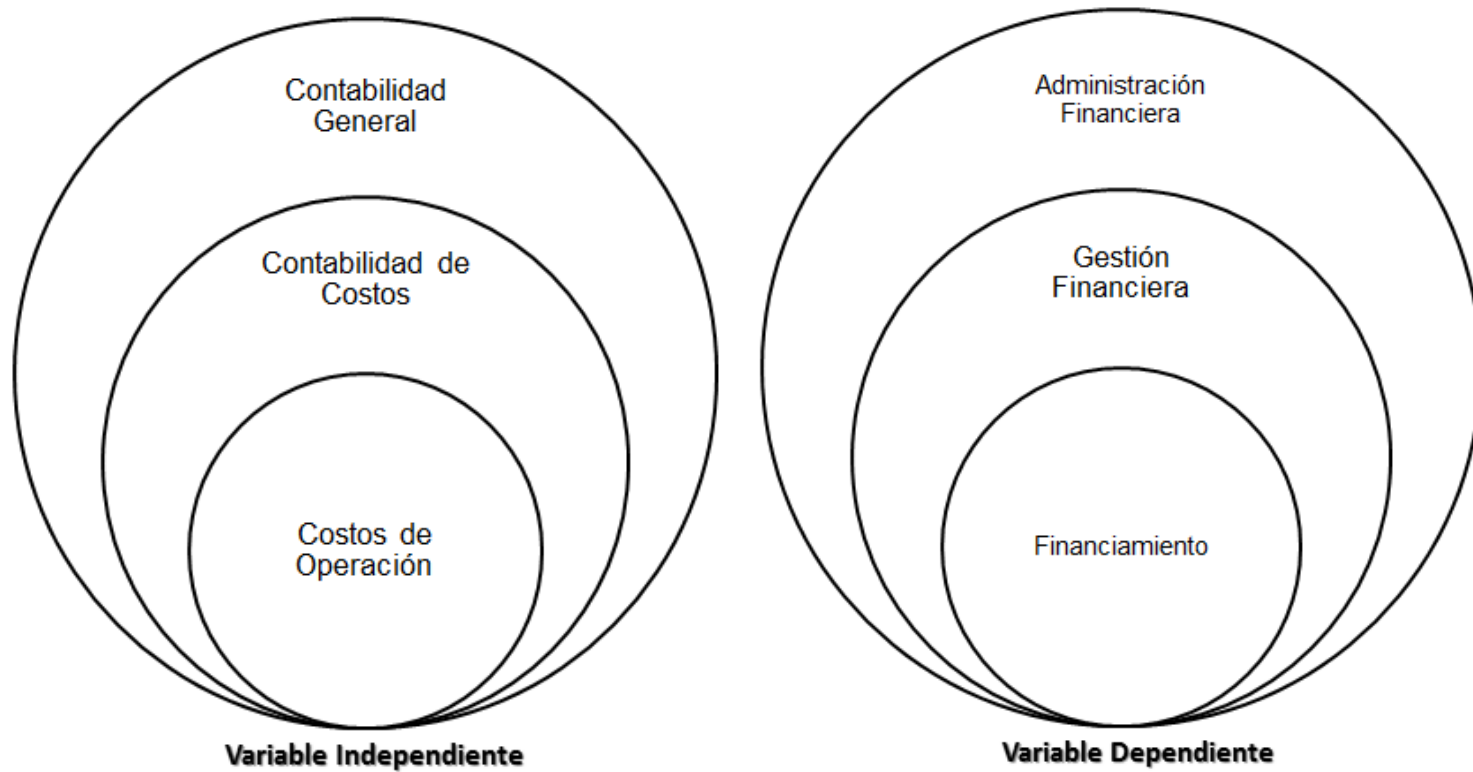 Contabilidad
General
Contabilidad de
Costos
Costos de
Operación
Variable Independiente
Administración
Financiera
Gestión
Financiera
Financiamiento
Variable Dependiente